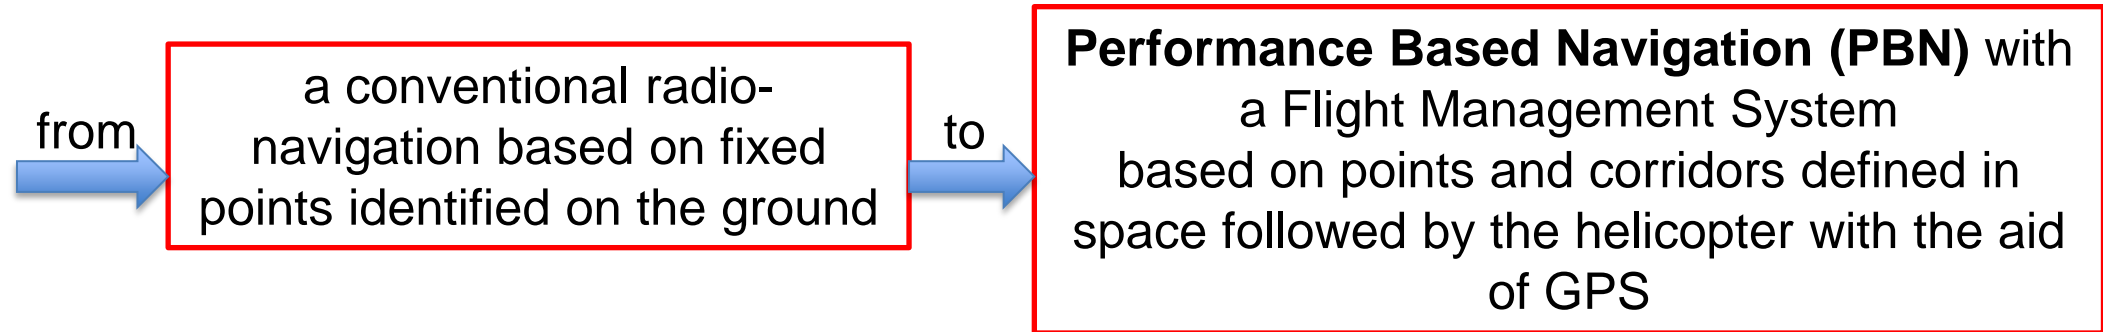 from
a conventional radio-
navigation based on fixed
points identified on the ground
to
Performance Based Navigation (PBN) with
a Flight Management System
based on points and corridors defined in
space followed by the helicopter with the aid
of GPS